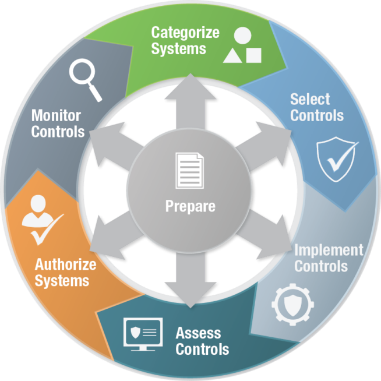 Categorize
Systems
Select
Controls
Implement
Controls
Assess
Controls
Authorize
Systems
Monitor
Controls
Prepare